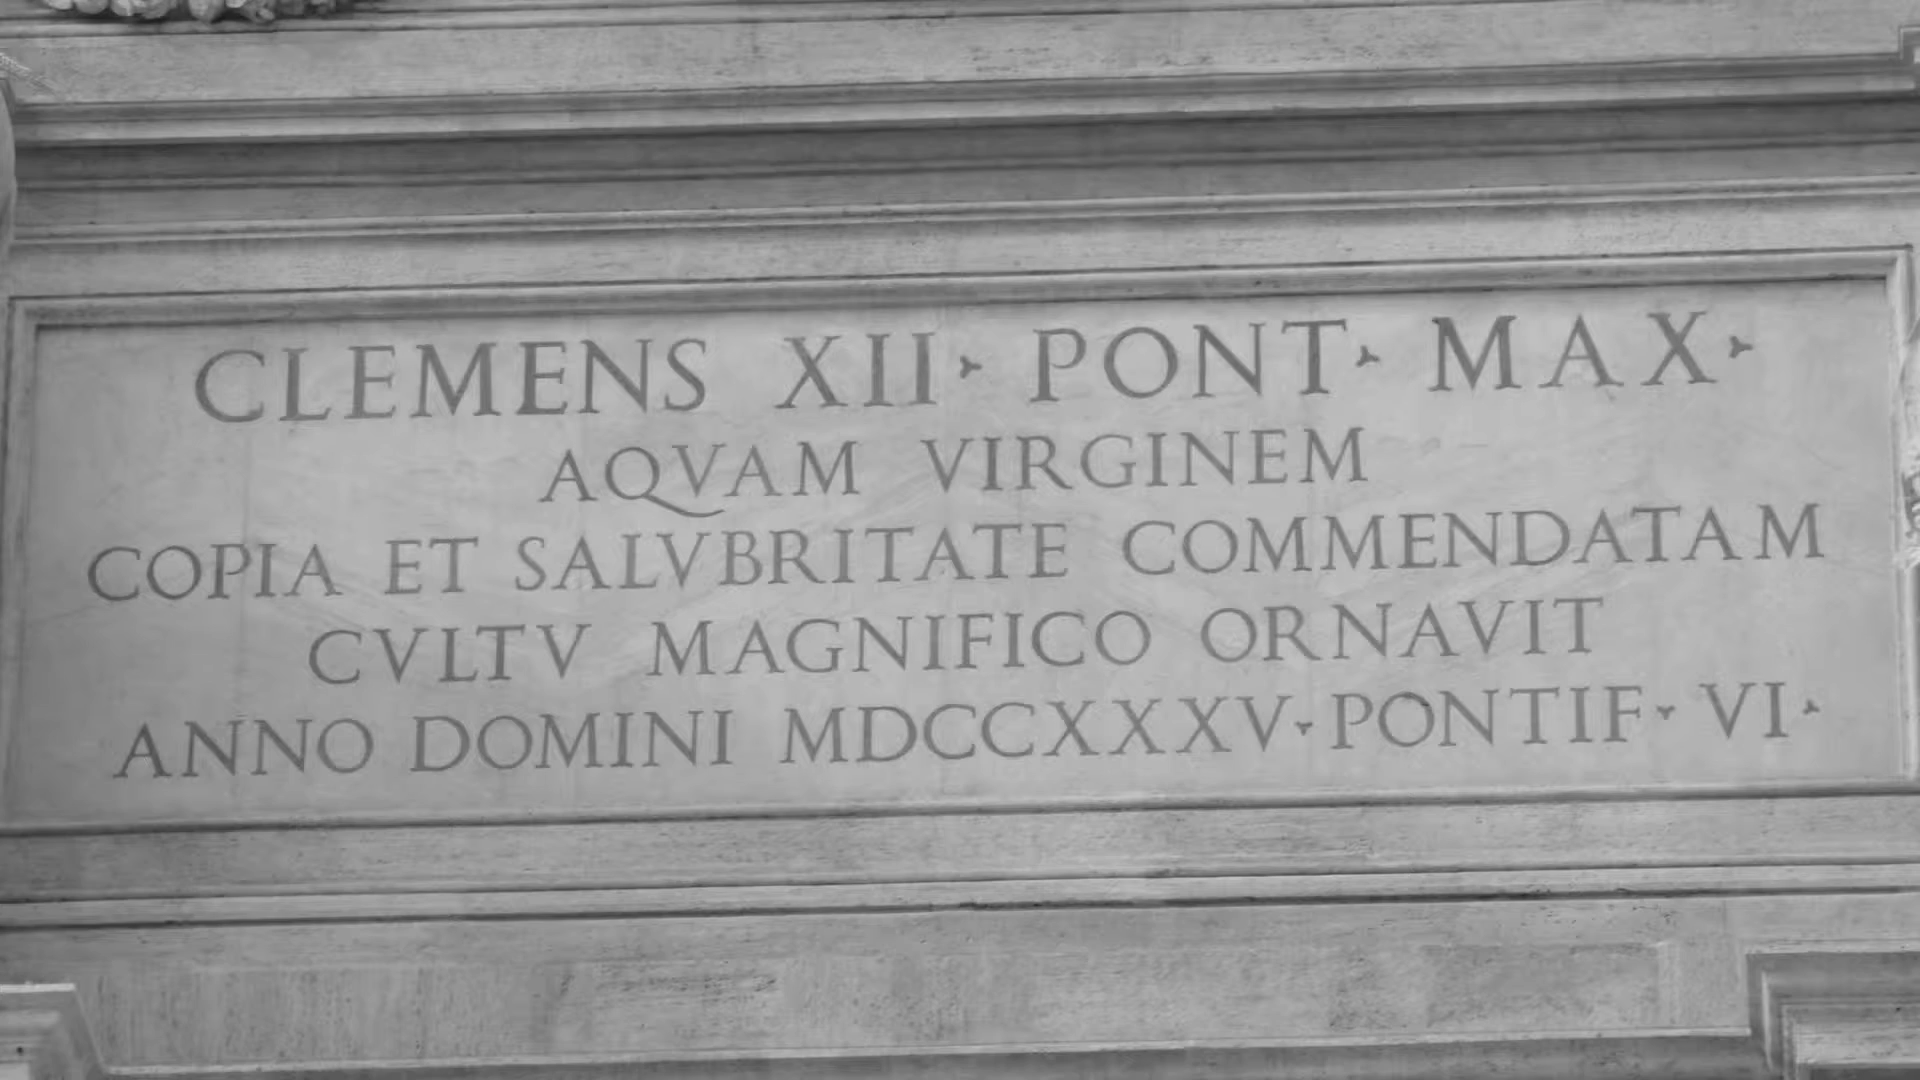 CLEMENS XII · PONT · MAX ·
AQVAM VIRGINEM
COPIA ET SALVBRITATE COMMENDATAM
CVLTV MAGNIFICO ORNAVIT
ANNO DOMINI MDCCXXXV · PONTIF · VI ·